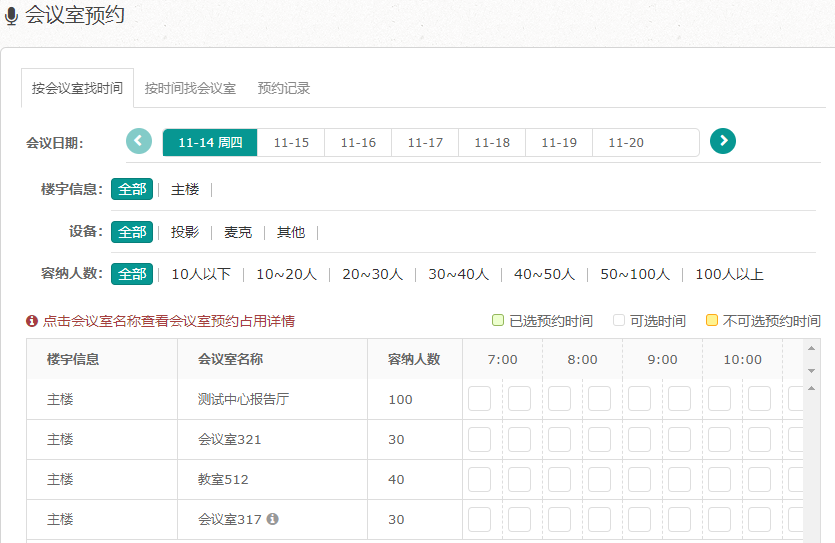 会议室预约
按会议室找时间 按时间找会议室 预约记录
会议日期: 11-14 周四 11-15 11-16 11-17 11-18 11-19 11-20
楼宇信息: 全部 主楼
设备: 全部 投影 麦克 其他
容纳人数: 全部 10人以下 10~20人 20~30人 30~40人 40~50人 50~100人 100人以上
点击会议室名称查看会议室预约占用详情 已选预约时间 可选时间 不可选预约时间
楼宇信息 会议室名称 容纳人数 7:00 8:00 9:00 10:00
主楼 测试中心报告厅 100
主楼 会议室321 30
主楼 教室512 40
主楼 会议室317 30